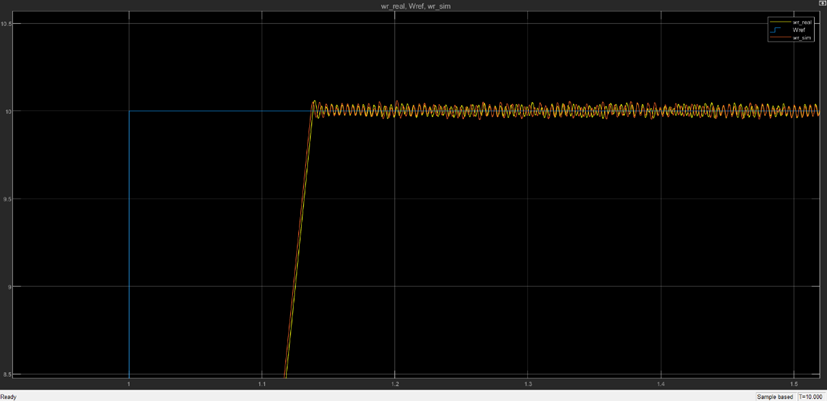 wr_real, Wref, wr_sim
10.5
wr_real
Wref
wr_sim
10
9.5
9
8.5
1
1.1
1.2
1.3
1.4
1.5
Ready
Sample based
T=10.000